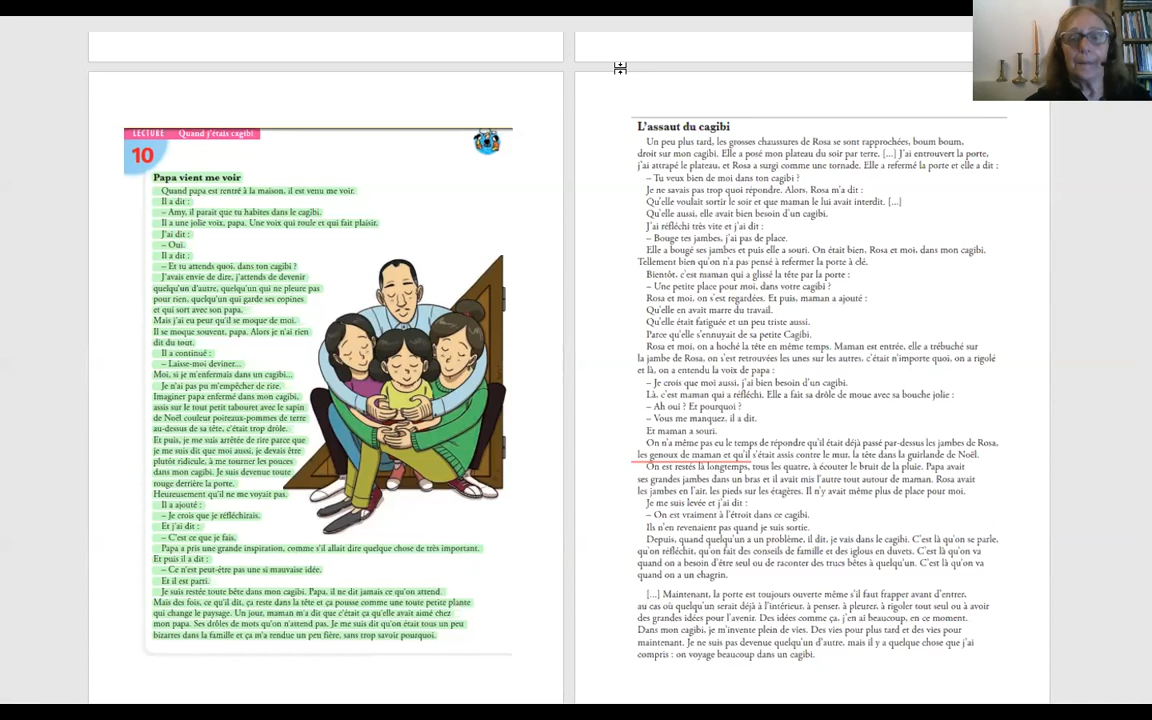 LECTURE Quand j'étais cagibi
10
Papa vient me voir
Quand papa est rentré à la maison, il est venu me voir.
Il a dit :
– Amy, il parait que tu habites dans le cagibi.
Il a une jolie voix, papa. Une voix qui roule et qui fait plaisir.
J'ai dit :
– Oui.
Il a dit :
– Et tu attends quoi, dans ton cagibi ?
J'avais envie de dire, j'attends de devenir
quelqu'un d'autre, quelqu'un qui ne pleure pas
pour rien, quelqu'un qui garde ses copines
et qui sort avec son papa.
Mais j'ai eu peur qu'il se moque de moi.
Il se moque souvent, papa. Alors je n'ai rien
dit du tout.
Il a continué :
– Laisse-moi deviner...
Moi, si je m'enfermais dans un cagibi...
Je n'ai pas pu m'empêcher de rire.
Imaginer papa enfermé dans mon cagibi,
assis sur le tout petit tabouret avec le sapin
de Noël couleur poireaux-pommes de terre
au-dessus de sa tête, c'était trop drôle.
Et puis, je me suis arrêtée de rire parce que
je me suis dit que moi aussi, je devais être
plutôt ridicule, à me tourner les pouces
dans mon cagibi. Je suis devenue toute
rouge derrière la porte.
Heureusement qu'il ne me voyait pas.
Il a ajouté :
– Je crois que je réfléchirais.
Et j'ai dit :
– C'est ce que je fais.
Papa a pris une grande inspiration, comme s'il allait dire quelque chose de très important.
Et puis il a dit :
– Ce n'est peut-être pas une si mauvaise idée.
Et il est parti.
Je suis restée toute bête dans mon cagibi. Papa, il ne dit jamais ce qu'on attend.
Mais des fois, ce qu'il dit, ça reste dans la tête et ça pousse comme une toute petite plante
qui change le paysage. Un jour, maman m'a dit que c'était ça qu'elle avait aimé chez
mon papa. Ses drôles de mots qu'on n'attend pas. Je me suis dit qu'on était tous un peu
bizarres dans la famille et ça m'a rendue un peu fière, sans trop savoir pourquoi.
L'assaut du cagibi
Un peu plus tard, les grosses chaussures de Rosa se sont rapprochées, boum boum,
droit sur mon cagibi. Elle a posé mon plateau du soir par terre. [...] J'ai entrouvert la porte,
j'ai attrapé le plateau, et Rosa a surgi comme une tornade. Elle a refermé la porte et elle a dit :
– Tu veux bien de moi dans ton cagibi ?
Je ne savais pas trop quoi répondre. Alors, Rosa m'a dit :
Qu'elle voulait sortir le soir et que maman le lui avait interdit. [...]
Qu'elle aussi, elle avait bien besoin d'un cagibi.
J'ai réfléchi très vite et j'ai dit :
– Bouge tes jambes, j'ai pas de place.
Elle a bougé ses jambes et puis elle a souri. On était bien, Rosa et moi, dans mon cagibi.
Tellement bien qu'on n'a pas pensé à refermer la porte à clé.
Bientôt, c'est maman qui a glissé la tête par la porte :
– Une petite place pour moi, dans votre cagibi ?
Rosa et moi, on s'est regardées. Et puis, maman a ajouté :
Qu'elle en avait marre du travail.
Qu'elle était fatiguée et un peu triste aussi.
Parce qu'elle s'ennuyait de sa petite Cagibi.
Rosa et moi, on a hoché la tête en même temps. Maman est entrée, elle a trébuché sur
la jambe de Rosa, on s'est retrouvées les unes sur les autres, c'était n'importe quoi, on a rigolé
et là, on a entendu la voix de papa :
– Je crois que moi aussi, j'ai bien besoin d'un cagibi.
Là, c'est maman qui a réfléchi. Elle a fait sa drôle de moue avec sa bouche jolie :
– Ah oui ? Et pourquoi ?
– Vous me manquez, il a dit.
Et maman a souri.
On n'a même pas eu le temps de répondre qu'il était déjà passé par-dessus les jambes de Rosa,
les genoux de maman et qu'il s'était assis contre le mur, la tête dans la guirlande de Noël.
On est restés là longtemps, tous les quatre, à écouter le bruit de la pluie. Papa avait
ses grandes jambes dans un bras et il avait mis l'autre tout autour de maman. Rosa avait
les jambes en l'air, les pieds sur les étagères. Il n'y avait même plus de place pour moi.
Je me suis levée et j'ai dit :
– On est vraiment à l'étroit dans ce cagibi.
Ils n'en revenaient pas quand je suis sortie.
Depuis, quand quelqu'un a un problème, il dit, je vais dans le cagibi. C'est là qu'on se parle,
qu'on réfléchit, qu'on fait des conseils de famille et des iglous en duvets. C'est là qu'on va
quand on a besoin d'être seul ou de raconter des trucs bêtes à quelqu'un. C'est là qu'on va
quand on a un chagrin.
[...] Maintenant, la porte est toujours ouverte même s'il faut frapper avant d'entrer,
au cas où quelqu'un serait déjà à l'intérieur, à penser, à pleurer, à rigoler tout seul ou à avoir
des grandes idées pour l'avenir. Des idées comme ça, j'en ai beaucoup, en ce moment.
Dans mon cagibi, je m'invente plein de vies. Des vies pour plus tard et des vies pour
maintenant. Je ne suis pas devenue quelqu'un d'autre, mais il y a quelque chose que j'ai
compris : on voyage beaucoup dans un cagibi.